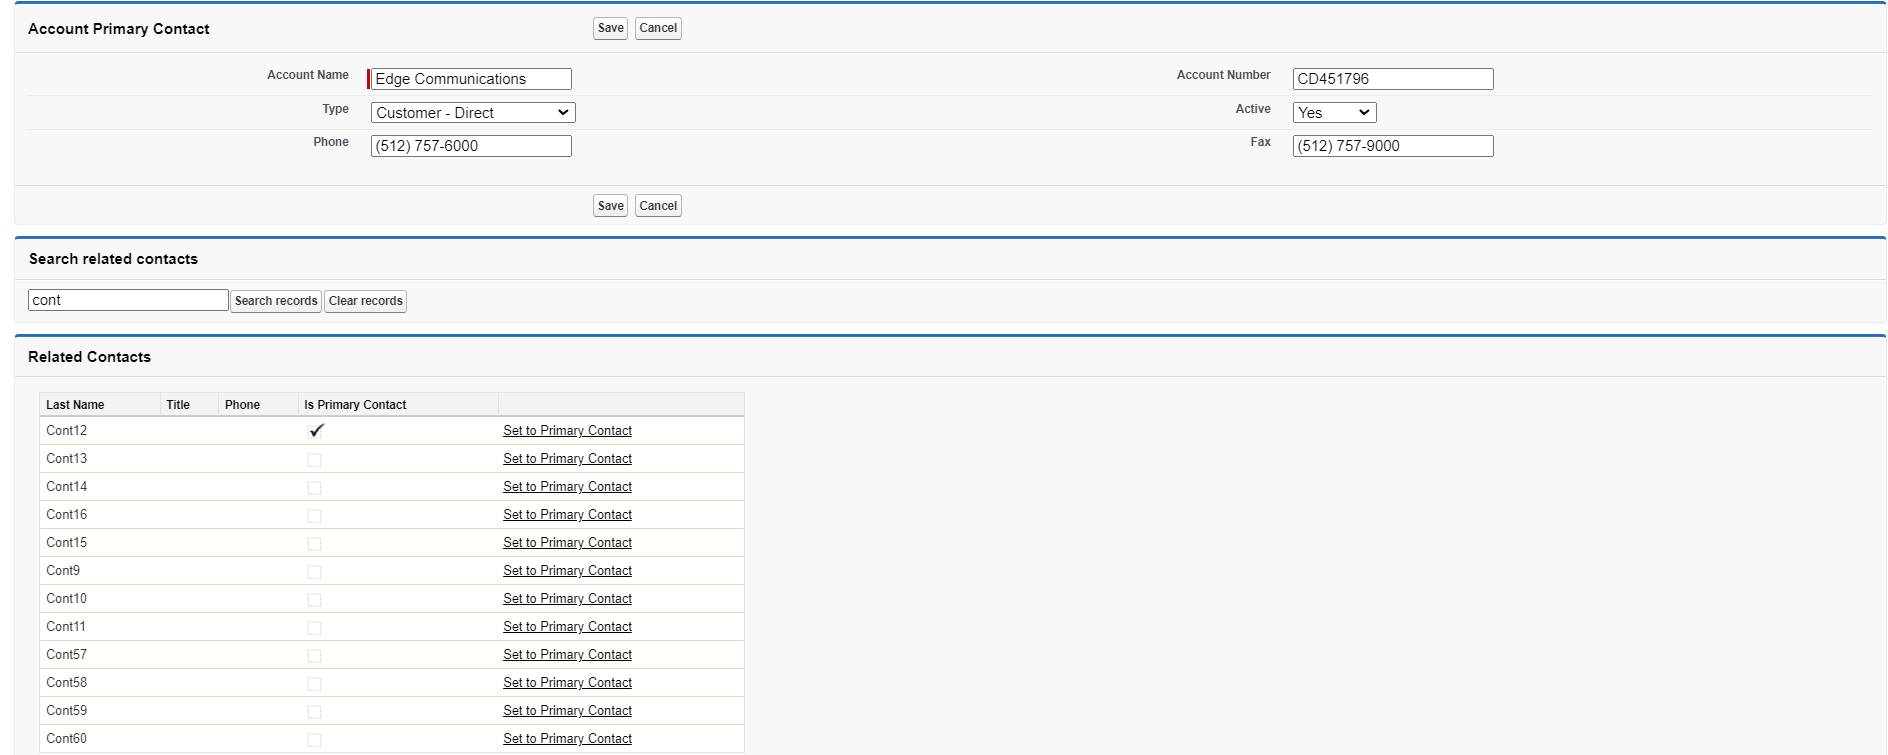 Account Primary Contact Save Cancel
Account Name Edge Communications Account Number CD451796
Type Customer - Direct Active Yes
Phone (512) 757-6000 Fax (512) 757-9000
Save Cancel
Search related contacts
cont Search records Clear records
Related Contacts
Last Name Title Phone Is Primary Contact
Cont12 Set to Primary Contact
Cont13 Set to Primary Contact
Cont14 Set to Primary Contact
Cont16 Set to Primary Contact
Cont15 Set to Primary Contact
Cont9 Set to Primary Contact
Cont10 Set to Primary Contact
Cont11 Set to Primary Contact
Cont57 Set to Primary Contact
Cont58 Set to Primary Contact
Cont59 Set to Primary Contact
Cont60 Set to Primary Contact